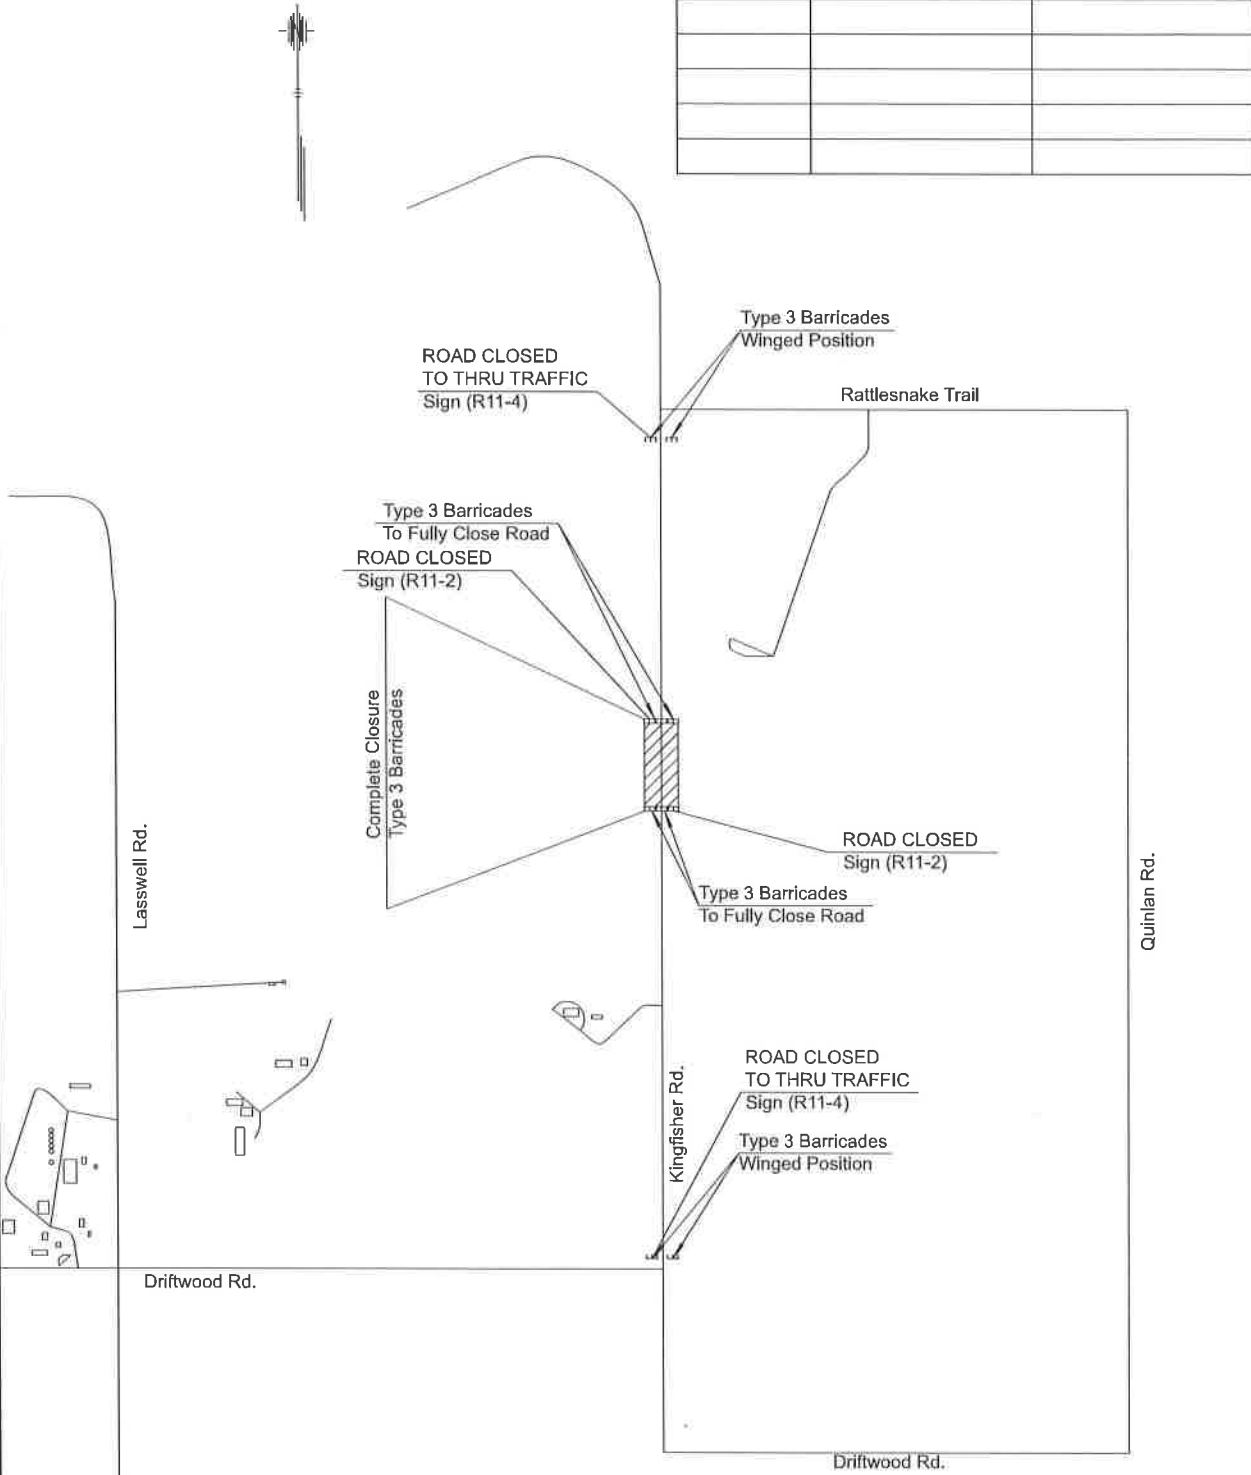 N
Type 3 Barricades
Winged Position
ROAD CLOSED
TO THRU TRAFFIC
Sign (R11-4)
Rattlesnake Trail
Type 3 Barricades
To Fully Close Road
ROAD CLOSED
Sign (R11-2)
Complete Closure
Type 3 Barricades
Lasswell Rd.
ROAD CLOSED
Sign (R11-2)
Type 3 Barricades
To Fully Close Road
Quinlan Rd.
Kingfisher Rd.
ROAD CLOSED
TO THRU TRAFFIC
Sign (R11-4)
Type 3 Barricades
Winged Position
Driftwood Rd.
Driftwood Rd.